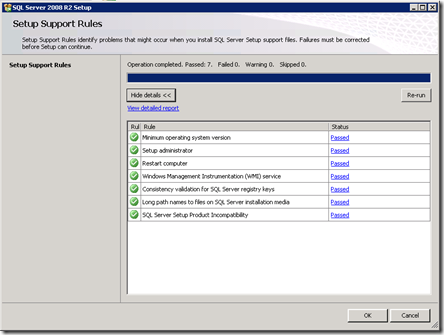 SQL Server 2008 R2 Setup
Setup Support Rules
Setup Support Rules identify problems that might occur when you install SQL Server Setup support files. Failures must be corrected
before Setup can continue.
Setup Support Rules
Operation completed. Passed: 7. Failed 0. Warning 0. Skipped 0.
Hide details <<
Re-run
View detailed report
Rul Rule Status
Minimum operating system version Passed
Setup administrator Passed
Restart computer Passed
Windows Management Instrumentation (WMI) service Passed
Consistency validation for SQL Server registry keys Passed
Long path names to files on SQL Server installation media Passed
SQL Server Setup Product Incompatibility Passed
OK Cancel